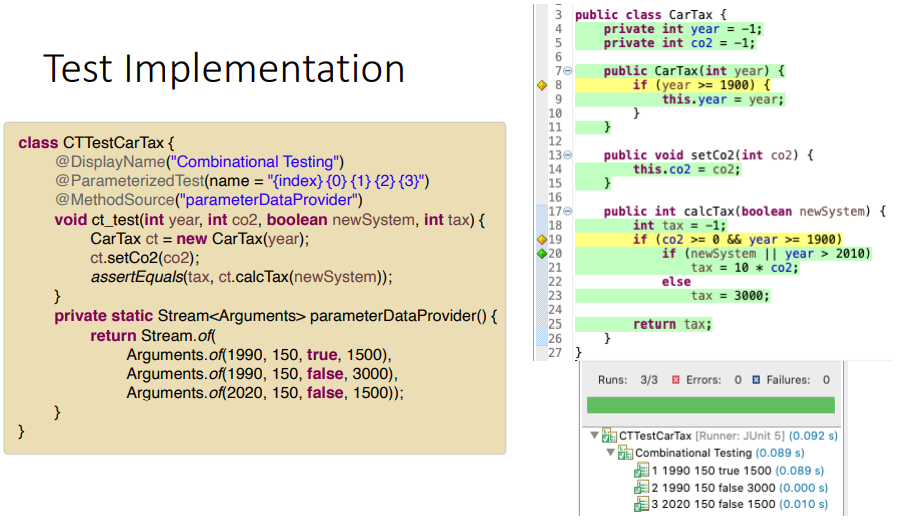 Test Implementation
class CTTestCarTax {
@DisplayName("Combinational Testing")
@ParameterizedTest(name = "{index} {0} {1} {2} {3}")
@MethodSource("parameterDataProvider")
void ct_test(int year, int co2, boolean newSystem, int tax) {
CarTax ct = new CarTax(year);
ct.setCo2(co2);
assertEquals(tax, ct.calcTax(newSystem));
}
private static Stream<Arguments> parameterDataProvider() {
return Stream.of(
Arguments.of(1990, 150, true, 1500),
Arguments.of(1990, 150, false, 3000),
Arguments.of(2020, 150, false, 1500));
}
}
3 public class CarTax {
4 private int year = -1;
5 private int co2 = -1;
6
7 public CarTax(int year) {
8 if (year >= 1900) {
9 this.year = year;
10 }
11 }
12
13 public void setCo2(int co2) {
14 this.co2 = co2;
15 }
16
17 public int calcTax(boolean newSystem) {
18 int tax = -1;
19 if (co2 >= 0 && year >= 1900)
20 if (newSystem || year > 2010)
21 tax = 10 * co2;
22 else
23 tax = 3000;
24
25 return tax;
26 }
27 }
Runs: 3/3 Errors: 0 Failures: 0
CTTestCarTax [Runner: JUnit 5] (0.092 s)
Combinational Testing (0.089 s)
1 1990 150 true 1500 (0.089 s)
2 1990 150 false 3000 (0.000 s)
3 2020 150 false 1500 (0.010 s)